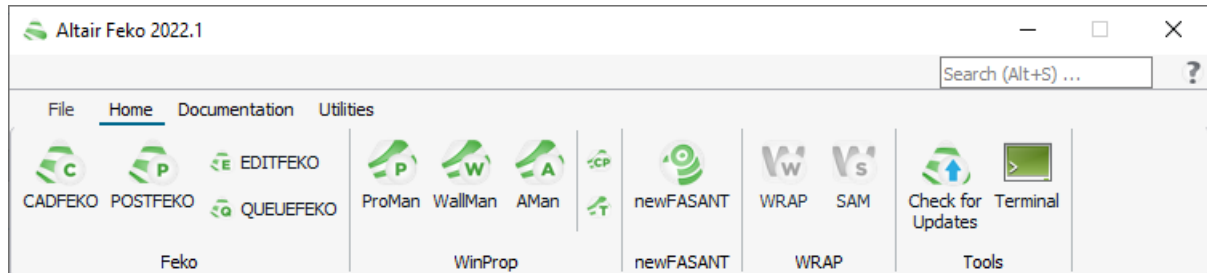 Altair Feko 2022.1
Search (Alt+S) ...
?
File Home Documentation Utilities
C P E EDITFEKO P W A CP W S >
CADFEKO POSTFEKO Q QUEUEFEKO ProMan WallMan AMan T newFASANT WRAP SAM Check for Terminal
Updates
Feko WinProp newFASANT WRAP Tools